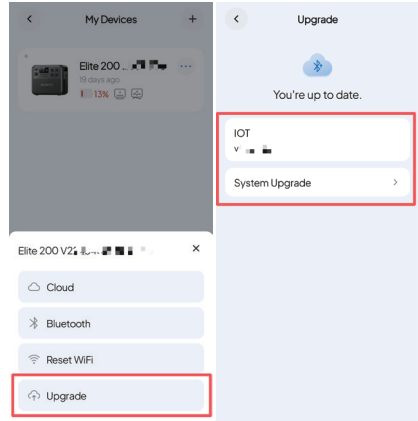 My Devices
Elite 200
19 days ago
13%
Elite 200 V2
Cloud
Bluetooth
Reset WiFi
Upgrade
Upgrade
You're up to date.
IOT
v
System Upgrade